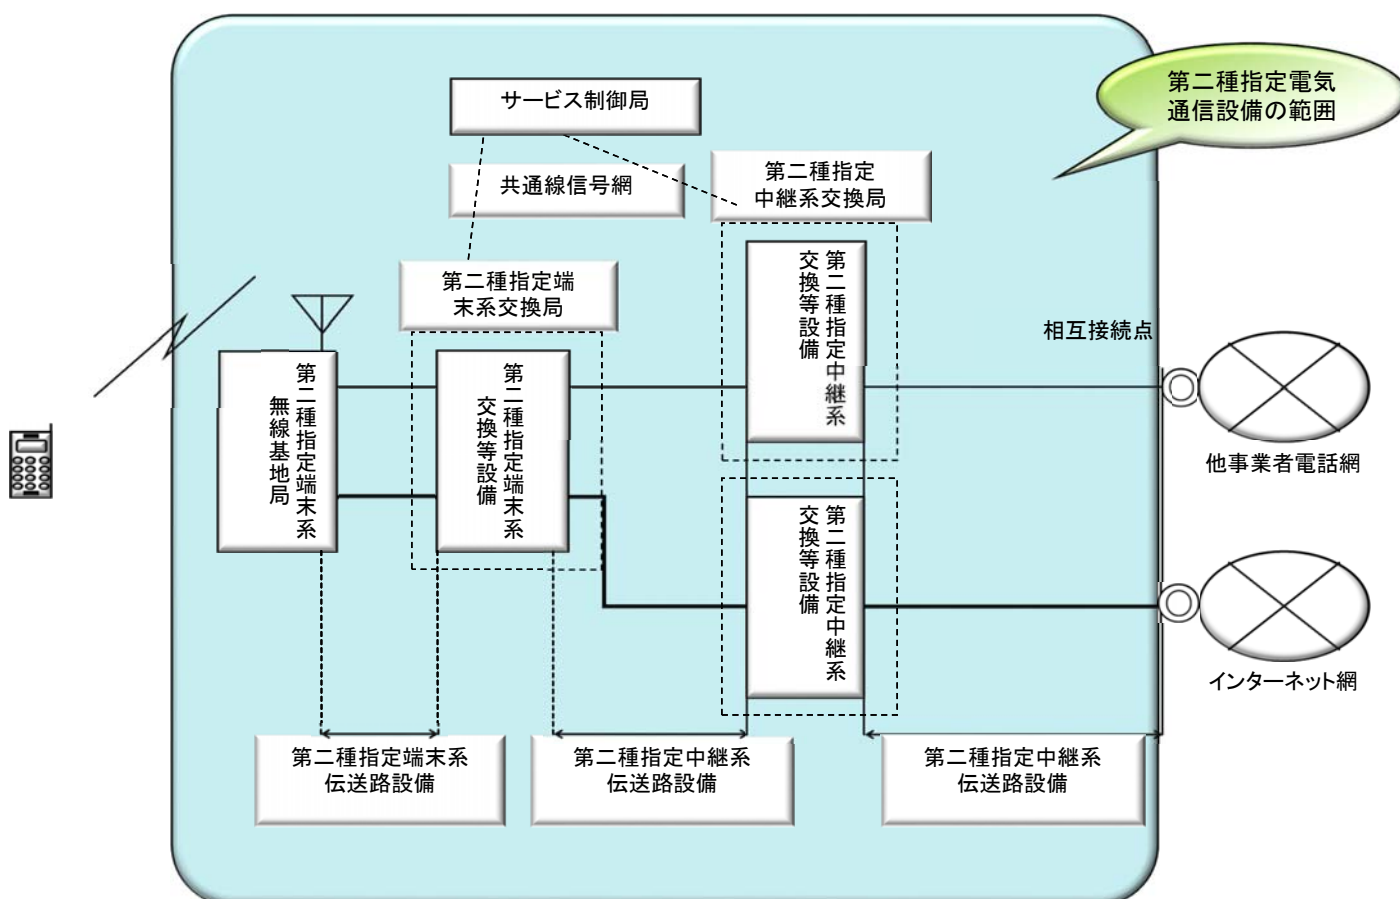 第二種指定電気
通信設備の範囲
サービス制御局
共通線信号網
第二種指定
中継系交換局
第二種指定端
末系交換局
第二種指定端末系
無線基地局
第二種指定端末系
交換等設備
第二種指定中継系
交換等設備
第二種指定中継系
交換等設備
相互接続点
他事業者電話網
インターネット網
第二種指定端末系
伝送路設備
第二種指定中継系
伝送路設備
第二種指定中継系
伝送路設備